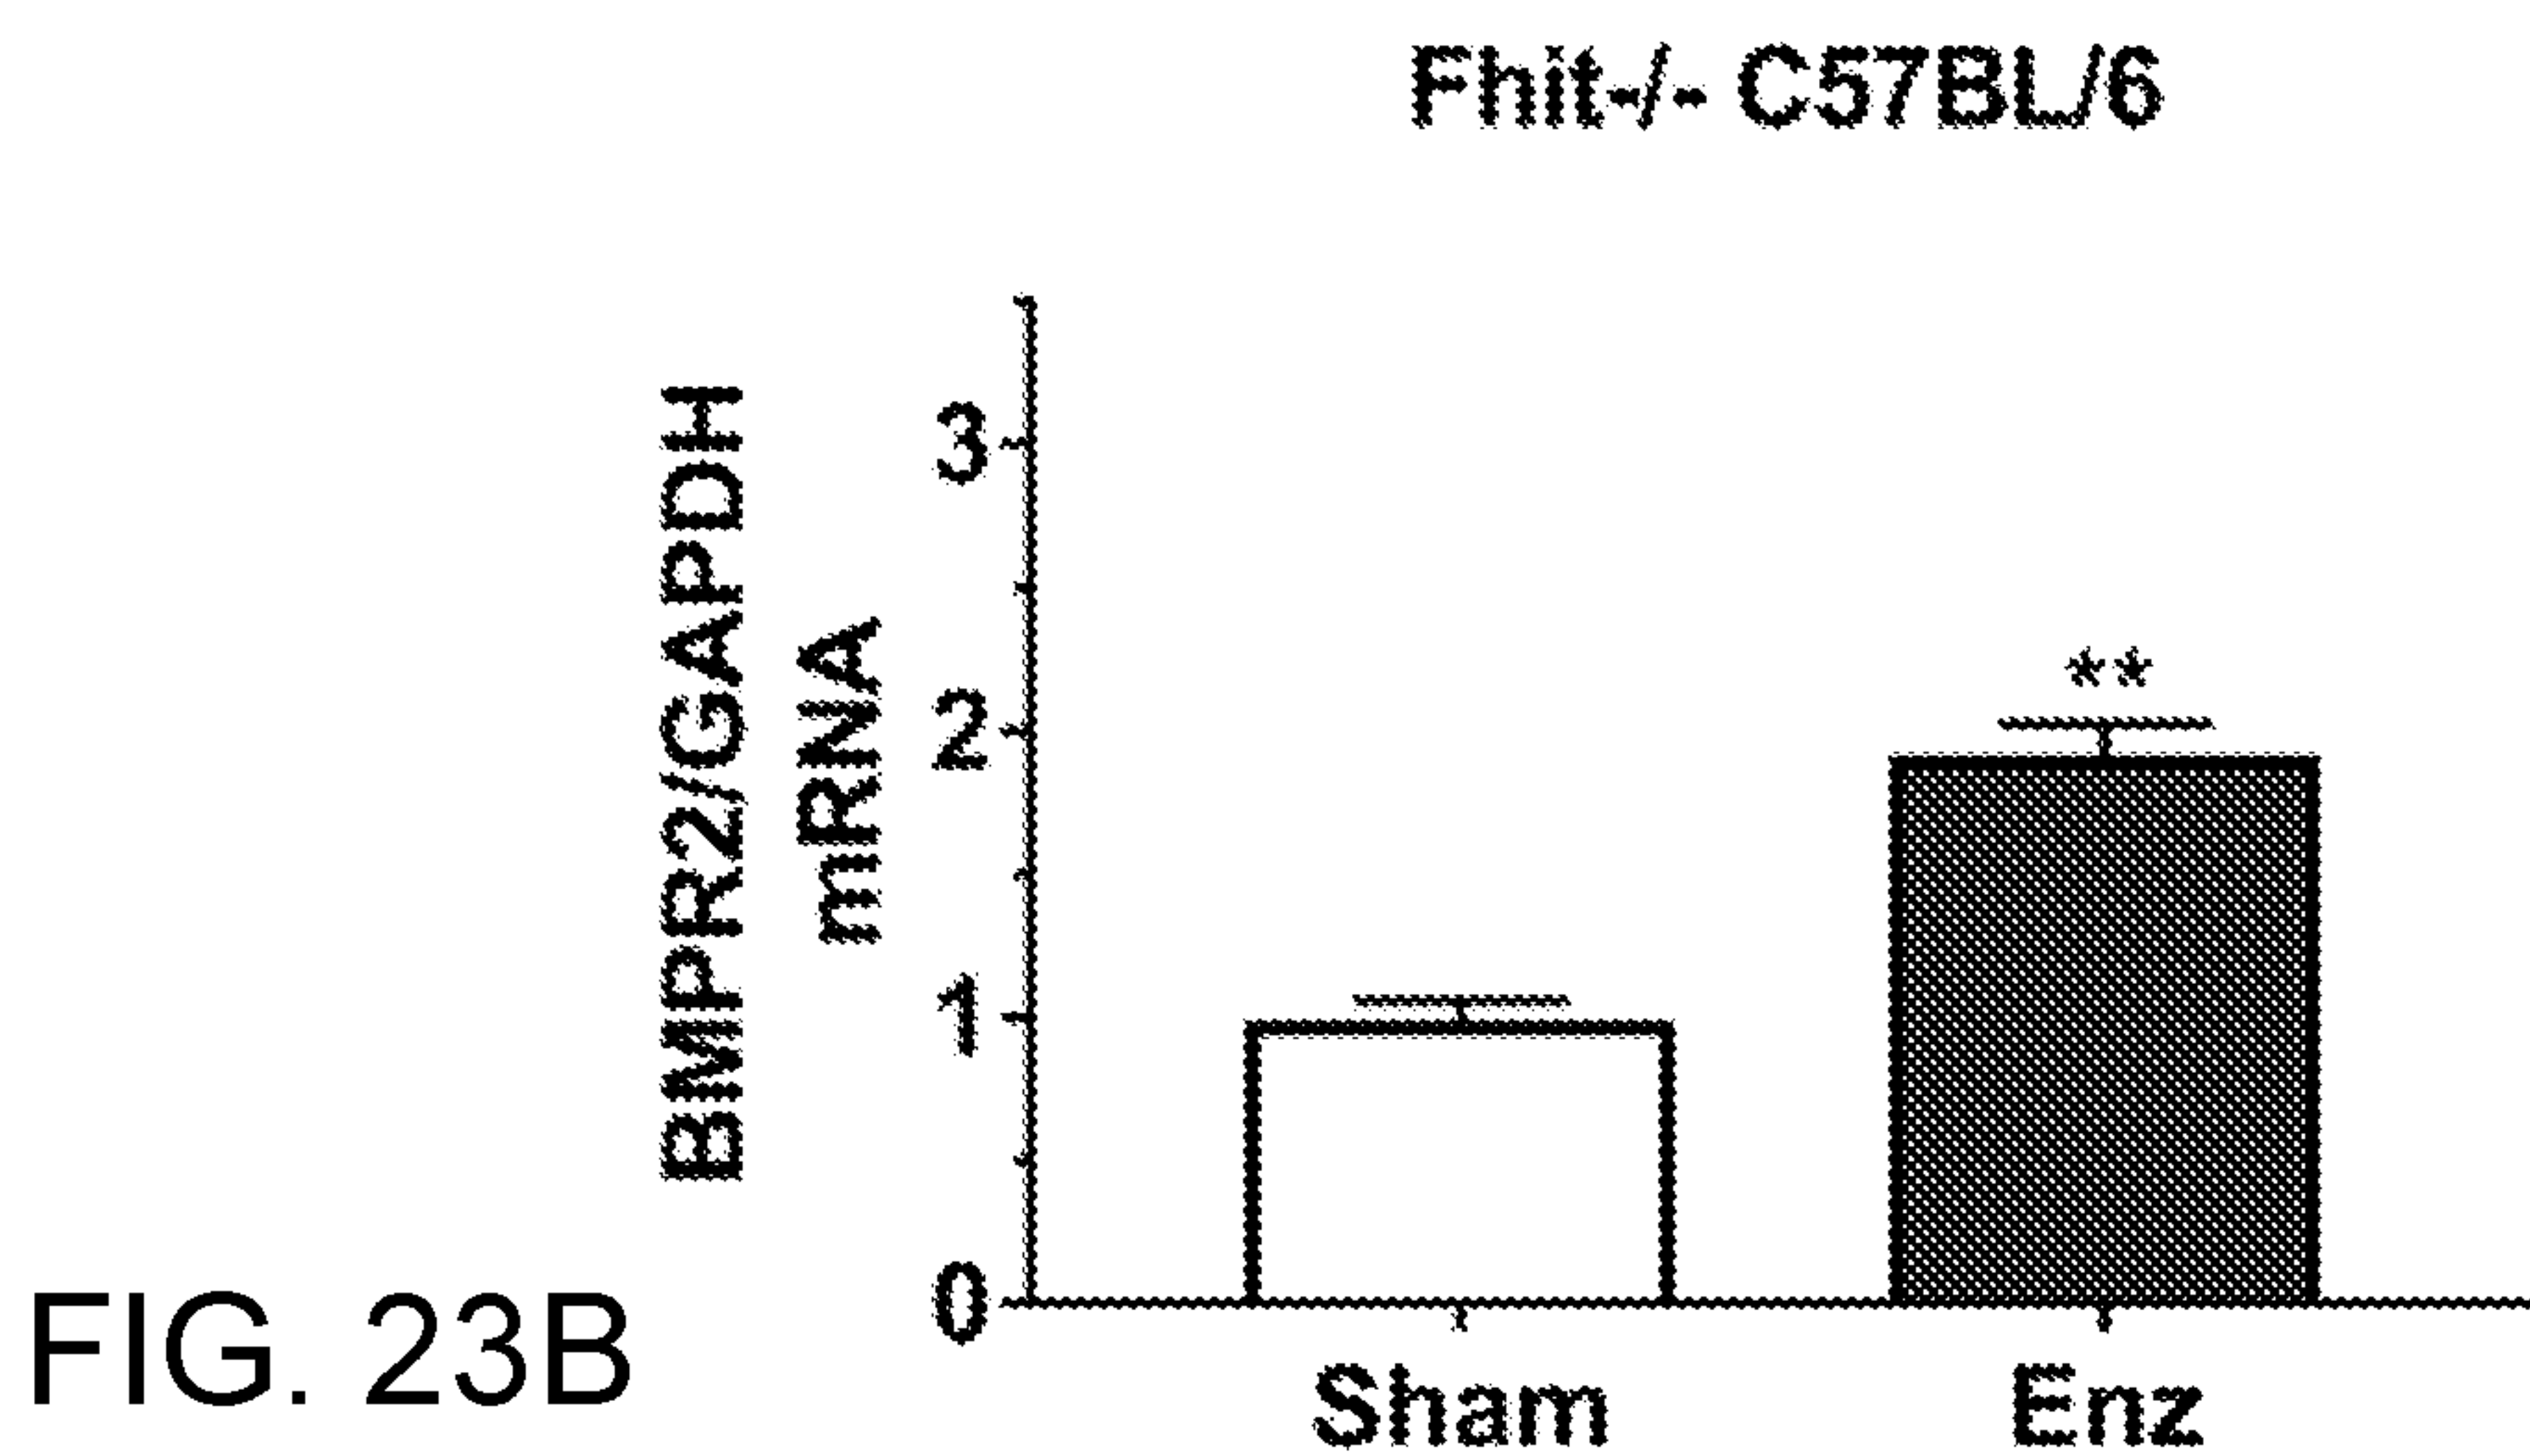 Fhit-/- C57BL/6
BMPR2/GAPDH
mRNA
3
2
1
0
**
Sham
Enz
FIG. 23B